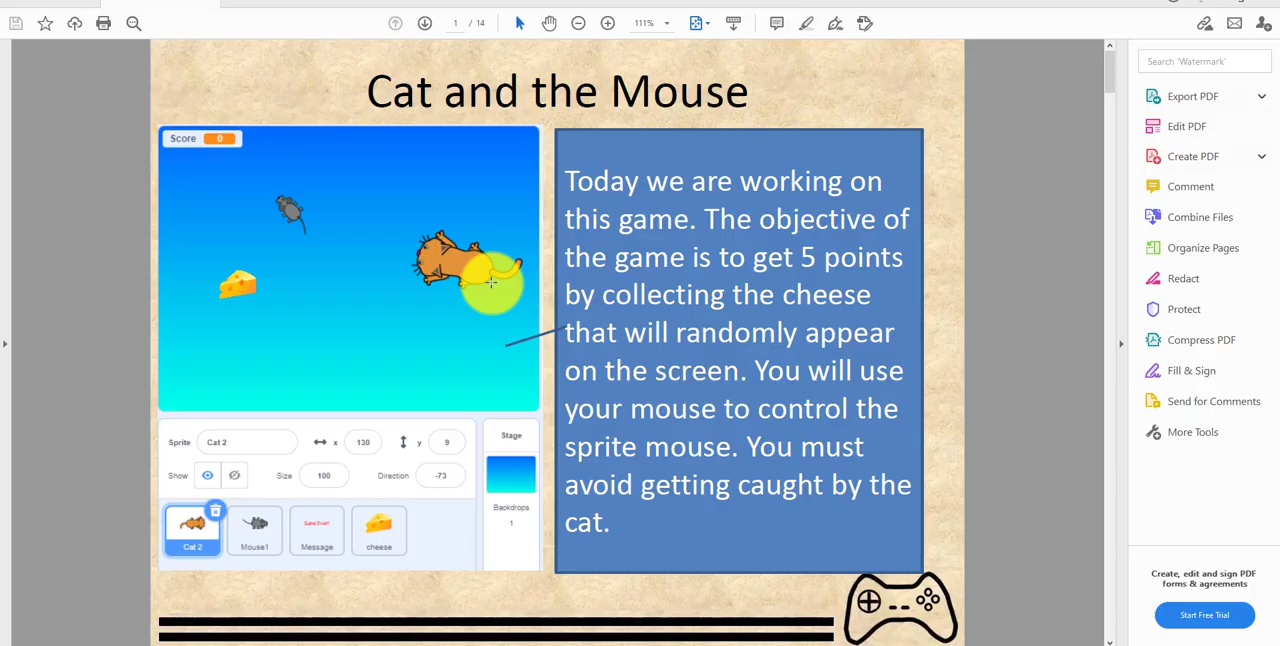 1 / 14
111%
Search 'Watermark'
Cat and the Mouse
Score 0
Today we are working on
this game. The objective of
the game is to get 5 points
by collecting the cheese
that will randomly appear
on the screen. You will use
your mouse to control the
sprite mouse. You must
avoid getting caught by the
cat.
Sprite Cat 2 x 130 y 9
Show Size 100 Direction -73
Cat 2 Mouse1 Message cheese
Game Over!
Stage
Backdrops
1
Export PDF
Edit PDF
Create PDF
Comment
Combine Files
Organize Pages
Redact
Protect
Compress PDF
Fill & Sign
Send for Comments
More Tools
Create, edit and sign PDF
forms & agreements
Start Free Trial